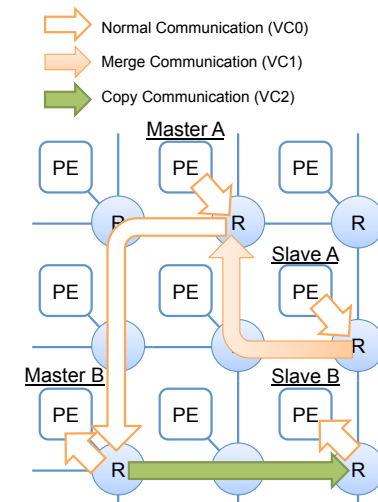 Normal Communication (VC0)
Merge Communication (VC1)
Copy Communication (VC2)
Master A
PE PE PE
R R R
Slave A
PE PE PE
R
Master B Slave B
PE PE PE
R R